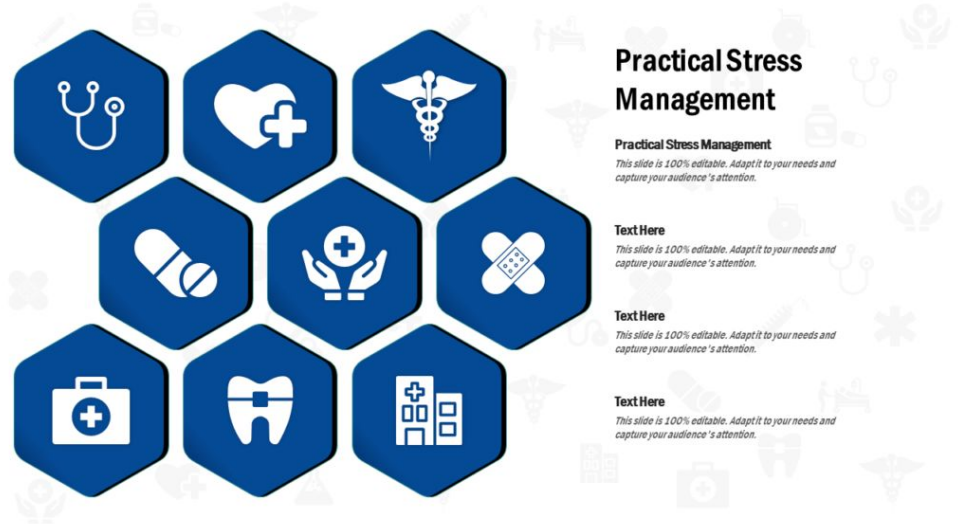 Practical Stress
Management
Practical Stress Management
This slide is 100% editable. Adapt it to your needs and
capture your audience's attention.
Text Here
This slide is 100% editable. Adapt it to your needs and
capture your audience's attention.
Text Here
This slide is 100% editable. Adapt it to your needs and
capture your audience's attention.
Text Here
This slide is 100% editable. Adapt it to your needs and
capture your audience's attention.